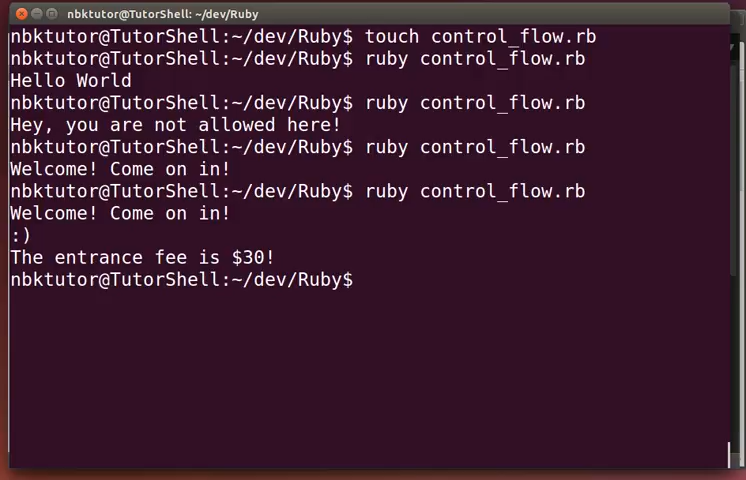 nbktutor@TutorShell: ~/dev/Ruby
nbktutor@TutorShell:~/dev/Ruby$ touch control_flow.rb
nbktutor@TutorShell:~/dev/Ruby$ ruby control_flow.rb
Hello World
nbktutor@TutorShell:~/dev/Ruby$ ruby control_flow.rb
Hey, you are not allowed here!
nbktutor@TutorShell:~/dev/Ruby$ ruby control_flow.rb
Welcome! Come on in!
nbktutor@TutorShell:~/dev/Ruby$ ruby control_flow.rb
Welcome! Come on in!
:)
The entrance fee is $30!
nbktutor@TutorShell:~/dev/Ruby$